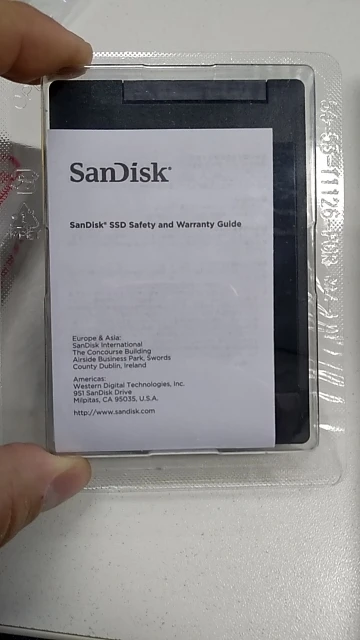 SanDisk®
SanDisk® SSD Safety and Warranty Guide
Europe & Asia:
SanDisk International
The Concourse Building
Airside Business Park, Swords
County Dublin, Ireland
Americas:
Western Digital Technologies, Inc.
951 SanDisk Drive
Milpitas, CA 95035, U.S.A.
http://www.sandisk.com